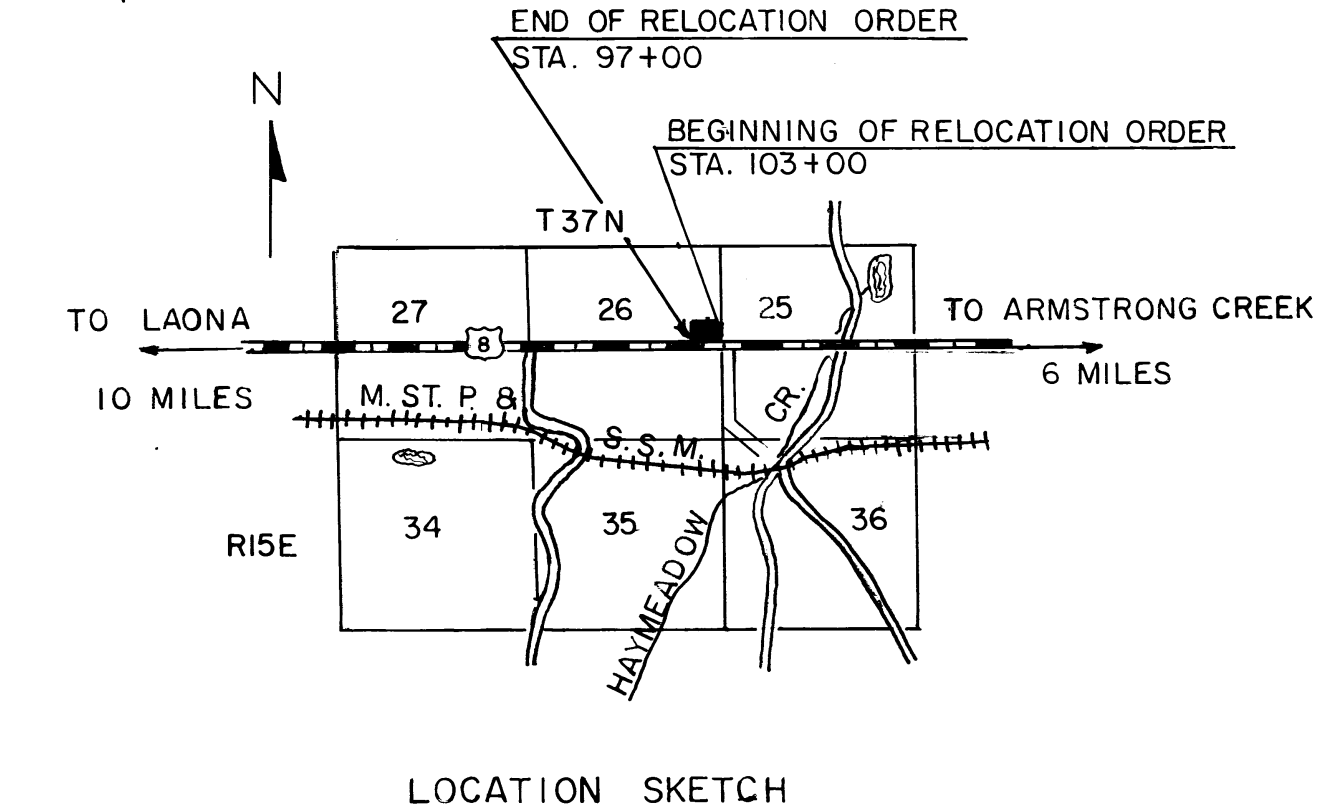 END OF RELOCATION ORDER
STA. 97+00
N
BEGINNING OF RELOCATION ORDER
STA. 103+00
T37N
27
26
25
TO LAONA
TO ARMSTRONG CREEK
8
10 MILES
6 MILES
M. ST. P. &
S. S. M.
CR.
34
35
36
R15E
HAYMEADOW
LOCATION SKETCH